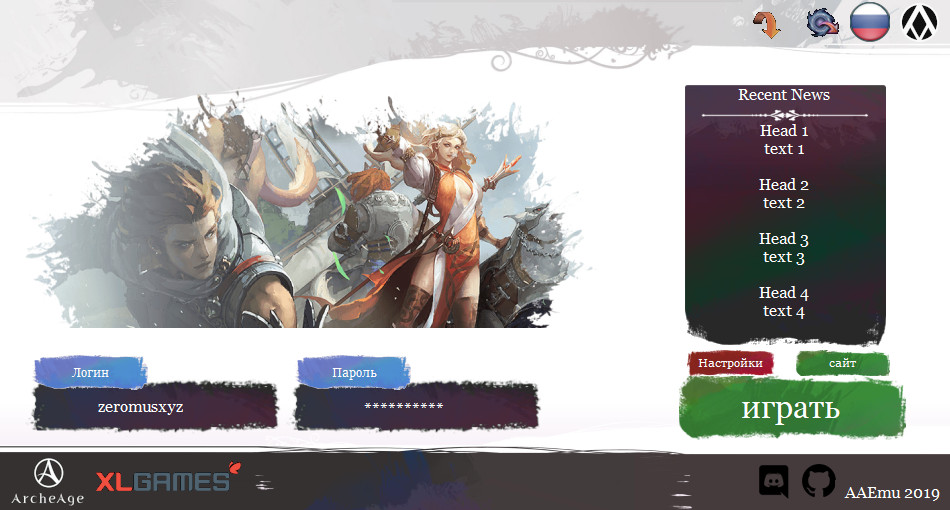 Recent News
Head 1
text 1
Head 2
text 2
Head 3
text 3
Head 4
text 4
Логин
zeromusxyz
Пароль
**********
Настройки
сайт
играть
ArcheAge
XLGAMES
AAEmu 2019